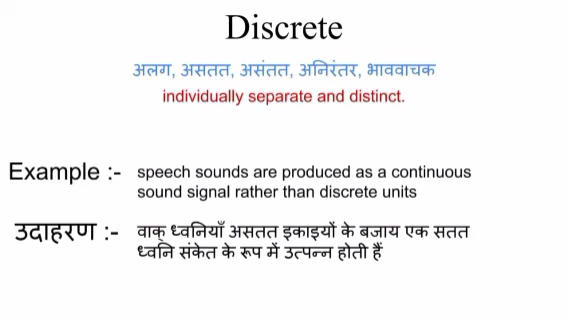 Discrete
अलग, असतत, असंतत, अनिरंतर, भाववाचक
individually separate and distinct.
Example :- speech sounds are produced as a continuous
sound signal rather than discrete units
उदाहरण :- वाक् ध्वनियाँ असतत इकाइयों के बजाय एक सतत
ध्वनि संकेत के रूप में उत्पन्न होती हैं